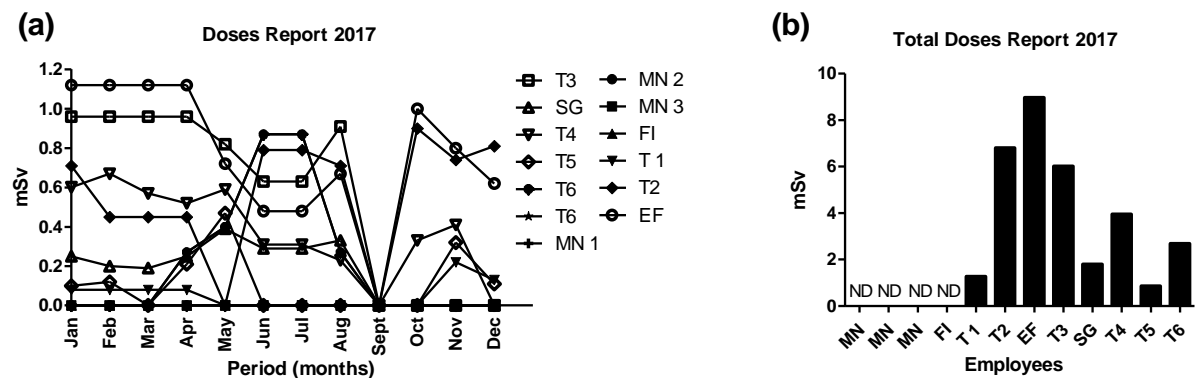 (a)
Doses Report 2017
mSv
1.2
1.0
0.8
0.6
0.4
0.2
0.0
Jan
Feb
Mar
Apr
May
Jun
Jul
Aug
Sept
Oct
Nov
Dec
Period (months)
T3
SG
T4
T5
T6
T6
MN 1
MN 2
MN 3
FI
T 1
T2
EF
(b)
Total Doses Report 2017
mSv
10
8
6
4
2
0
ND ND ND ND
MN
MN
MN
FI
T 1
T2
EF
T3
SG
T4
T5
T6
Employees